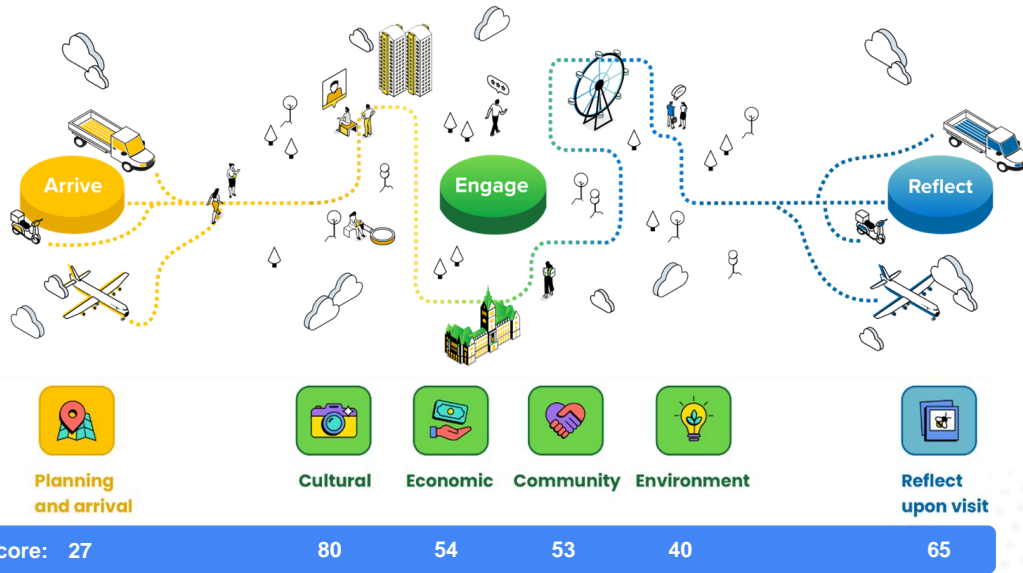 Arrive
Engage
Reflect
Planning
and arrival
Cultural
Economic
Community
Environment
Reflect
upon visit
core: 27 80 54 53 40 65